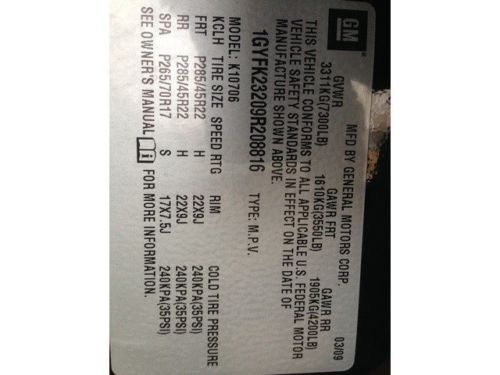 GM
MFD BY GENERAL MOTORS CORP. 03/09
GVWR GAWR FRT GAWR RR
3311KG(7300LB) 1610KG(3550LB) 1905KG(4200LB)
THIS VEHICLE CONFORMS TO ALL APPLICABLE U.S. FEDERAL MOTOR
VEHICLE SAFETY STANDARDS IN EFFECT ON THE DATE OF
MANUFACTURE SHOWN ABOVE.
1GYFK23209R208816 TYPE: M.P.V.
MODEL: K10706
KCLH TIRE SIZE SPEED RTG RIM COLD TIRE PRESSURE
FRT P285/45R22 H 22X9J 240KPA(35PSI)
RR P285/45R22 H 22X9J 240KPA(35PSI)
SPA P265/70R17 S 17X7.5J 240KPA(35PSI)
SEE OWNER'S MANUAL i FOR MORE INFORMATION.